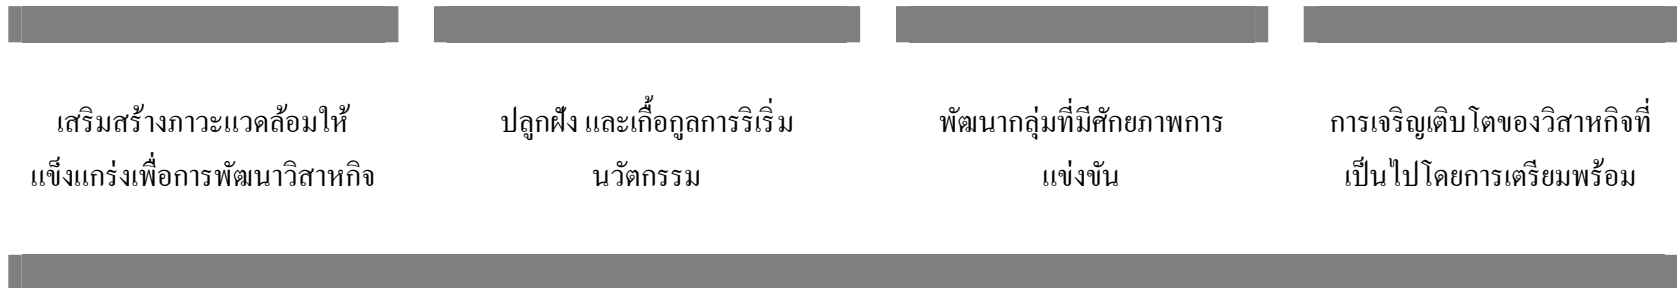 เสริมสร้างภาวะแวดล้อมให้
แข็งแกร่งเพื่อการพัฒนาวิสาหกิจ
ปลูกฝัง และเกื้อกูลการริเริ่ม
นวัตกรรม
พัฒนากลุ่มที่มีศักยภาพการ
แข่งขัน
การเจริญเติบโตของวิสาหกิจที่
เป็นไปโดยการเตรียมพร้อม